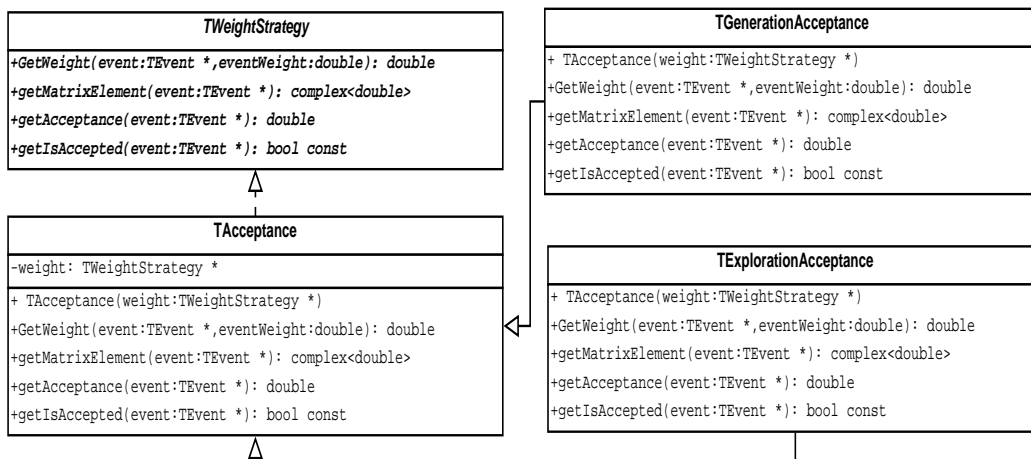 TWeightStrategy
+GetWeight(event:TEvent *,eventWeight:double): double
+getMatrixElement(event:TEvent *): complex<double>
+getAcceptance(event:TEvent *): double
+getIsAccepted(event:TEvent *): bool const
TAcceptance
-weight: TWeightStrategy *
+ TAcceptance(weight:TWeightStrategy *)
+GetWeight(event:TEvent *,eventWeight:double): double
+getMatrixElement(event:TEvent *): complex<double>
+getAcceptance(event:TEvent *): double
+getIsAccepted(event:TEvent *): bool const
TGenerationAcceptance
+ TAcceptance(weight:TWeightStrategy *)
+GetWeight(event:TEvent *,eventWeight:double): double
+getMatrixElement(event:TEvent *): complex<double>
+getAcceptance(event:TEvent *): double
+getIsAccepted(event:TEvent *): bool const
TExplorationAcceptance
+ TAcceptance(weight:TWeightStrategy *)
+GetWeight(event:TEvent *,eventWeight:double): double
+getMatrixElement(event:TEvent *): complex<double>
+getAcceptance(event:TEvent *): double
+getIsAccepted(event:TEvent *): bool const